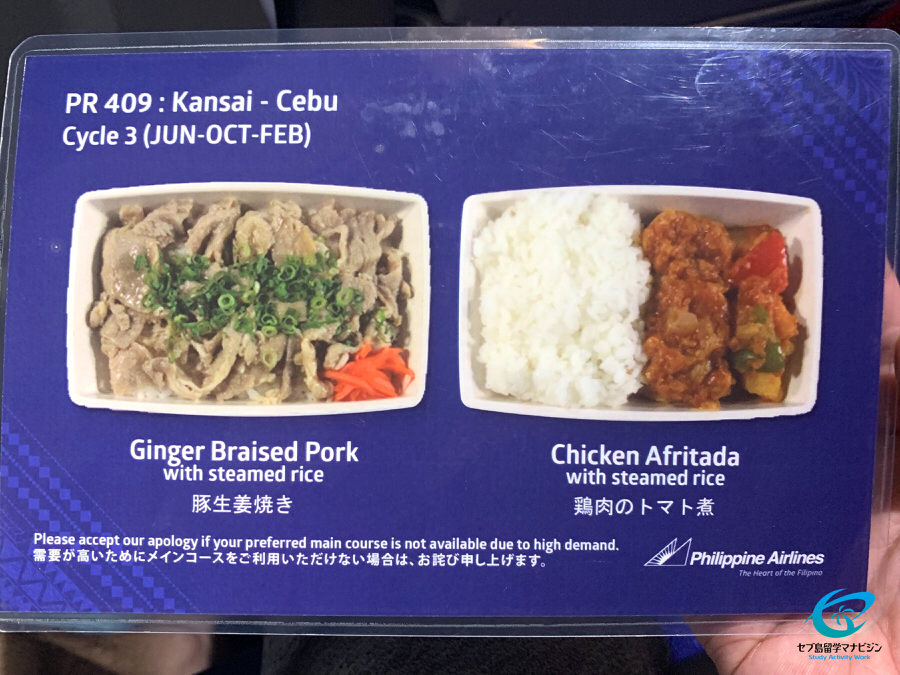 PR 409 : Kansai - Cebu
Cycle 3 (JUN-OCT-FEB)
Ginger Braised Pork
with steamed rice
豚生姜焼き
Chicken Afritada
with steamed rice
鶏肉のトマト煮
Please accept our apology if your preferred main course is not available due to high demand.
需要が高いためにメインコースをご利用いただけない場合は、お詫び申し上げます。
Philippine Airlines
The Heart of the Filipino
セブ島留学マナビジン
Study Activity Work